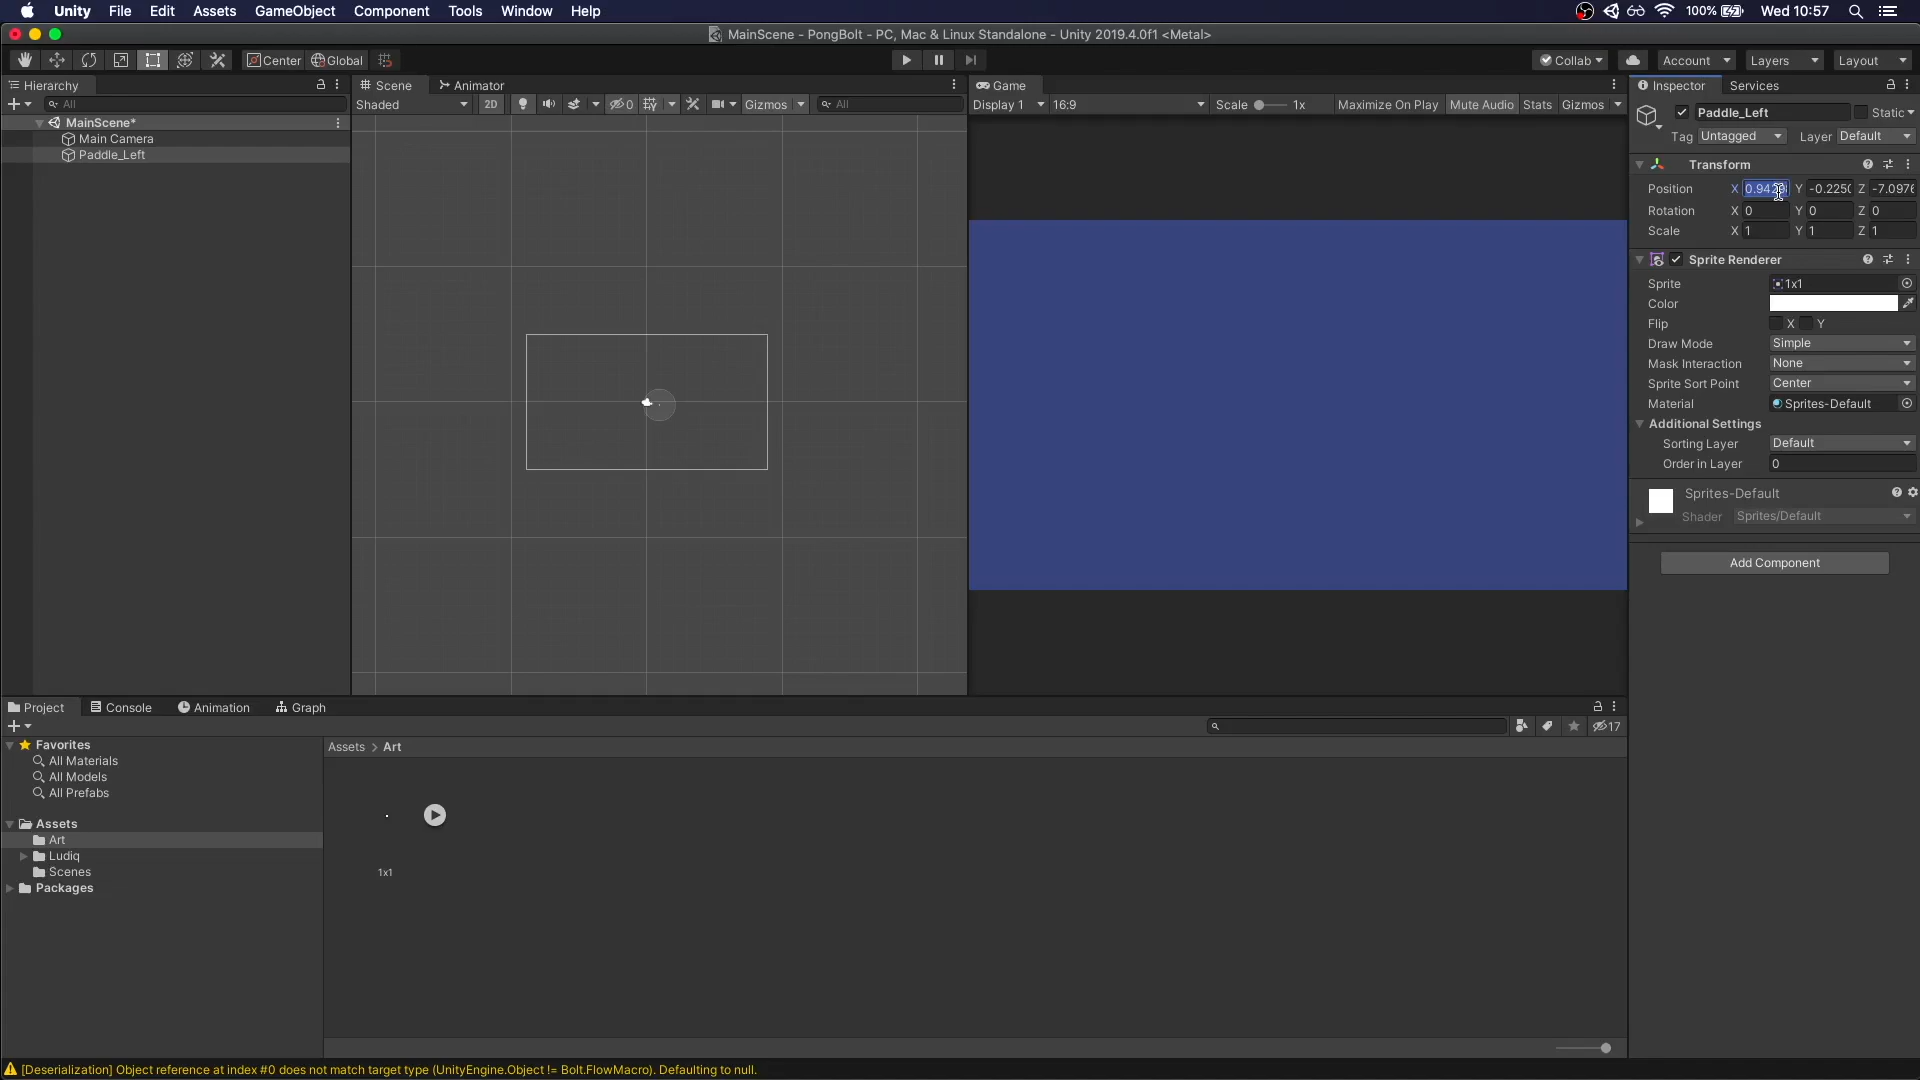 Unity File Edit Assets GameObject Component Tools Window Help 100% Wed 10:57
MainScene - PongBolt - PC, Mac & Linux Standalone - Unity 2019.4.0f1 <Metal>
Center Global Collab Account Layers Layout
Hierarchy Scene Animator Game Inspector Services
All Shaded 2D 0 Gizmos All Display 1 16:9 Scale 1x Maximize On Play Mute Audio Stats Gizmos
Paddle_Left Static
MainScene*
Main Camera
Paddle_Left
Tag Untagged Layer Default
Transform
Position X 0.942 Y -0.2250 Z -7.0976
Rotation X 0 Y 0 Z 0
Scale X 1 Y 1 Z 1
Sprite Renderer
Sprite 1x1
Color
Flip X Y
Draw Mode Simple
Mask Interaction None
Sprite Sort Point Center
Material Sprites-Default
Additional Settings
Sorting Layer Default
Order in Layer 0
Sprites-Default
Shader Sprites/Default
Add Component
Project Console Animation Graph
17
Favorites
All Materials
All Models
All Prefabs
Assets
Art
Ludiq
Scenes
Packages
Assets > Art
1x1
[Deserialization] Object reference at index #0 does not match target type (UnityEngine.Object != Bolt.FlowMacro). Defaulting to null.